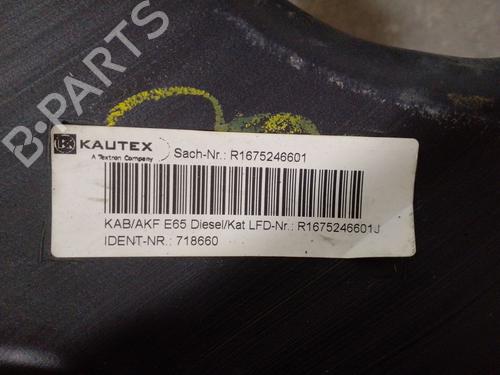 B-PARTS
KAUTEX
A Textron Company
Sach-Nr.: R1675246601
KAB/AKF E65 Diesel/Kat LFD-Nr.: R1675246601J
IDENT-NR.: 718660